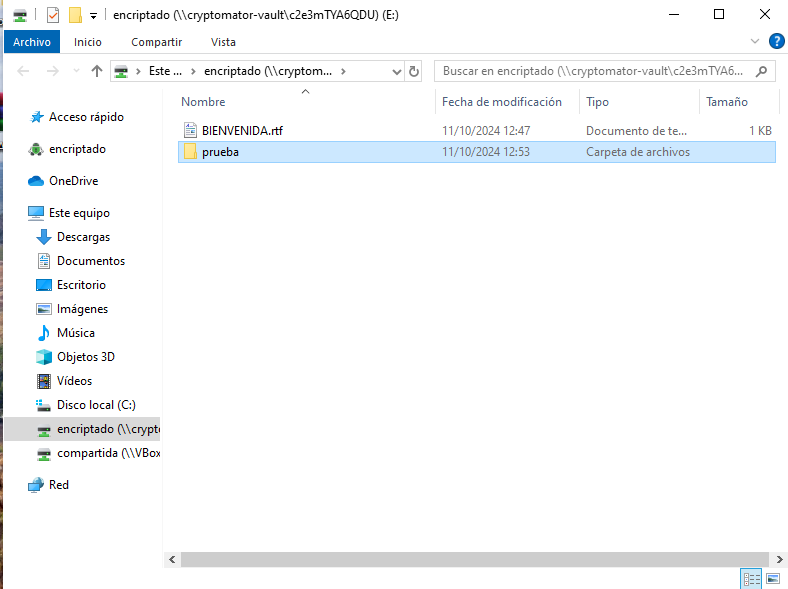 encriptado (\\cryptomator-vault\c2e3mTYA6QDU) (E:)
Archivo Inicio Compartir Vista
Este ... encriptado (\\cryptom... Buscar en encriptado (\\cryptomator-vault\c2e3mTYA6...
Nombre Fecha de modificación Tipo Tamaño
BIENVENIDA.rtf 11/10/2024 12:47 Documento de te... 1 KB
prueba 11/10/2024 12:53 Carpeta de archivos
Acceso rápido
encriptado
OneDrive
Este equipo
Descargas
Documentos
Escritorio
Imágenes
Música
Objetos 3D
Vídeos
Disco local (C:)
encriptado (\\crypto
compartida (\\VBox
Red